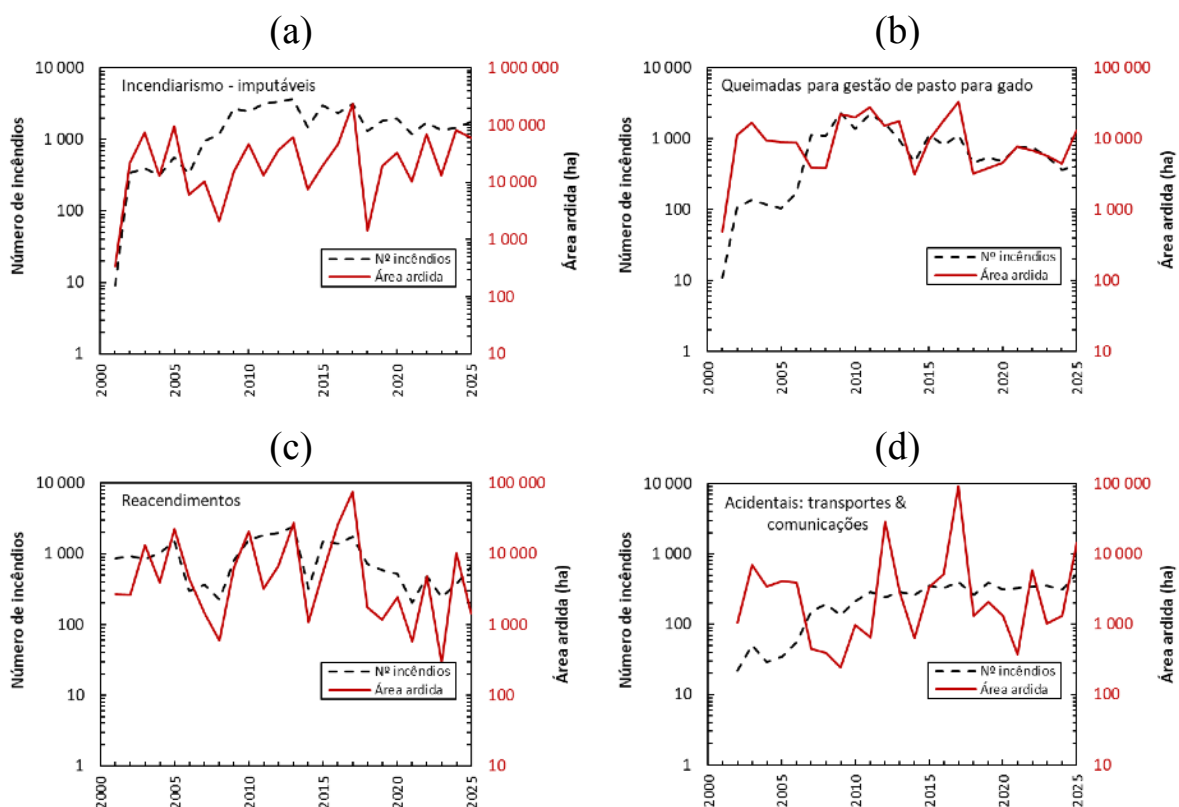 (a)
Incendiarismo - imputáveis
Número de incêndios
10 000
1 000
100
10
1
1 000 000
100 000
10 000
1 000
100
10
Área ardida (ha)
Nº incêndios
Área ardida
2000
2005
2010
2015
2020
2025
(b)
Queimadas para gestão de pasto para gado
Número de incêndios
10 000
1 000
100
10
1
100 000
10 000
1 000
100
10
Área ardida (ha)
Nº incêndios
Área ardida
2000
2005
2010
2015
2020
2025
(c)
Reacendimentos
Número de incêndios
10 000
1 000
100
10
1
100 000
10 000
1 000
100
10
Área ardida (ha)
Nº incêndios
Área ardida
2000
2005
2010
2015
2020
2025
(d)
Acidentais: transportes &
comunicações
Número de incêndios
10 000
1 000
100
10
1
100 000
10 000
1 000
100
10
Área ardida (ha)
Nº incêndios
Área ardida
2000
2005
2010
2015
2020
2025